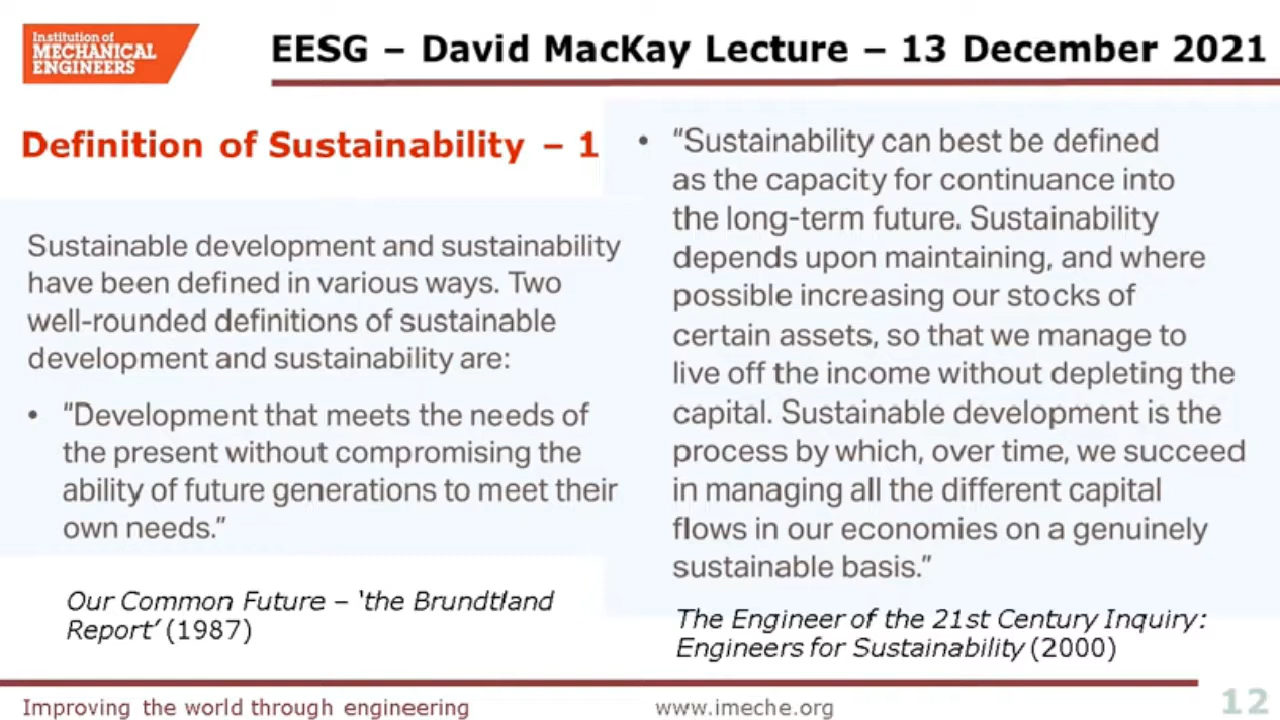 Institution of
MECHANICAL
ENGINEERS
EESG – David MacKay Lecture – 13 December 2021
Definition of Sustainability – 1
Sustainable development and sustainability
have been defined in various ways. Two
well-rounded definitions of sustainable
development and sustainability are:
• "Development that meets the needs of
the present without compromising the
ability of future generations to meet their
own needs."
Our Common Future – 'the Brundtland
Report' (1987)
• "Sustainability can best be defined
as the capacity for continuance into
the long-term future. Sustainability
depends upon maintaining, and where
possible increasing our stocks of
certain assets, so that we manage to
live off the income without depleting the
capital. Sustainable development is the
process by which, over time, we succeed
in managing all the different capital
flows in our economies on a genuinely
sustainable basis."
The Engineer of the 21st Century Inquiry:
Engineers for Sustainability (2000)
Improving the world through engineering
www.imeche.org
12